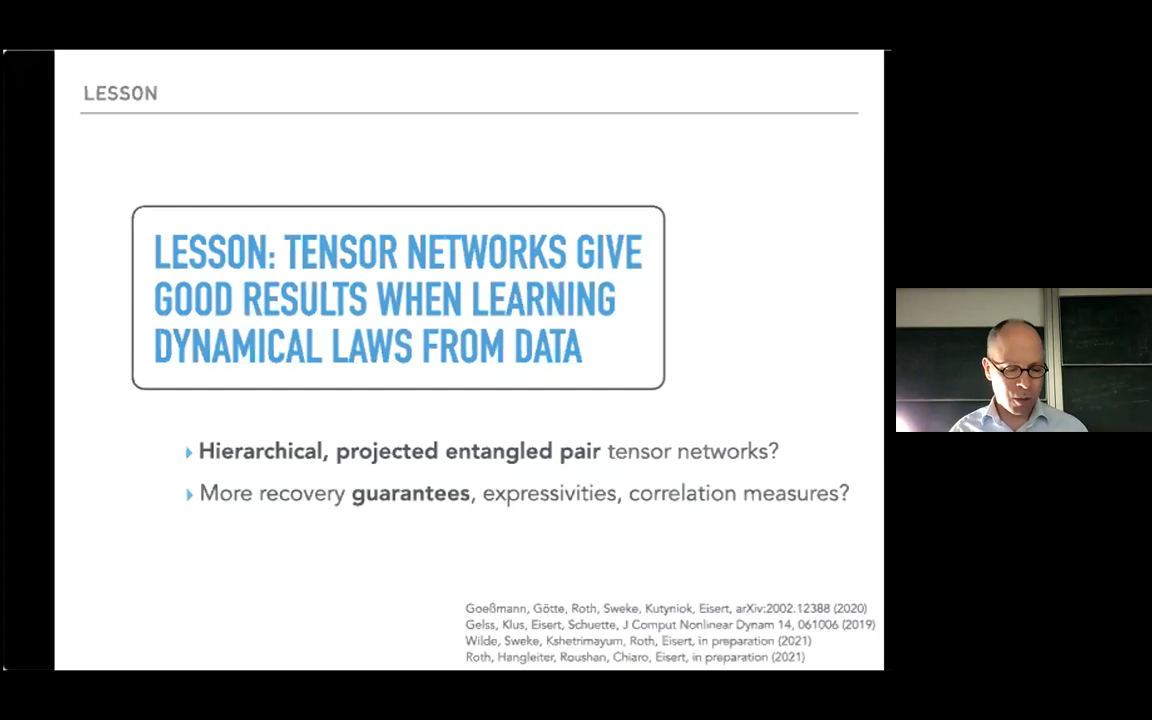 LESSON
LESSON: TENSOR NETWORKS GIVE
GOOD RESULTS WHEN LEARNING
DYNAMICAL LAWS FROM DATA
Hierarchical, projected entangled pair tensor networks?
More recovery guarantees, expressivities, correlation measures?
Goeßmann, Götte, Roth, Sweke, Kutyniok, Eisert, arXiv:2002.12388 (2020)
Gelss, Klus, Eisert, Schuette, J Comput Nonlinear Dynam 14, 061006 (2019)
Wilde, Sweke, Kshetrimayum, Roth, Eisert, in preparation (2021)
Roth, Hangleiter, Roushan, Chiaro, Eisert, in preparation (2021)